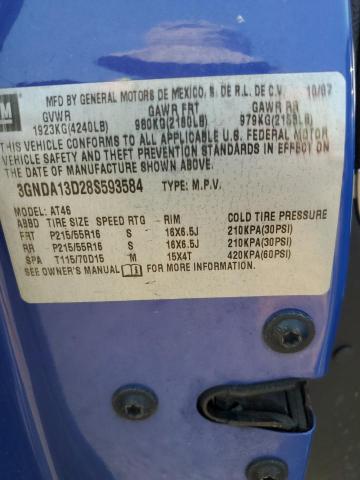 GM
MFD BY GENERAL MOTORS DE MEXICO, S. DE R.L. DE C.V. 10/07
GVWR GAWR FRT GAWR RR
1923KG(4240LB) 980KG(2160LB) 979KG(2158LB)
THIS VEHICLE CONFORMS TO ALL APPLICABLE U.S. FEDERAL MOTOR
VEHICLE SAFETY AND THEFT PREVENTION STANDARDS IN EFFECT ON
THE DATE OF MANUFACTURE SHOWN ABOVE.
3GNDA13D28S593584 TYPE: M.P.V.
MODEL: AT46
ABBD TIRE SIZE SPEED RTG RIM COLD TIRE PRESSURE
FRT P215/55R16 S 16X6.5J 210KPA(30PSI)
RR P215/55R16 S 16X6.5J 210KPA(30PSI)
SPA T115/70D15 M 15X4T 420KPA(60PSI)
SEE OWNER'S MANUAL FOR MORE INFORMATION.